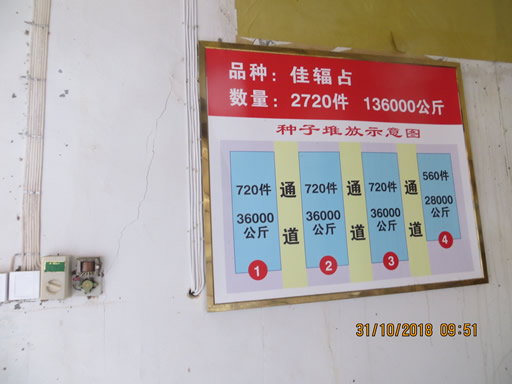 品种：佳辐占
数量：2720件 136000公斤
种子堆放示意图
720件
36000
公斤
1
通道
720件
36000
公斤
2
通道
720件
36000
公斤
3
通道
560件
28000
公斤
4
31/10/2018 09:51